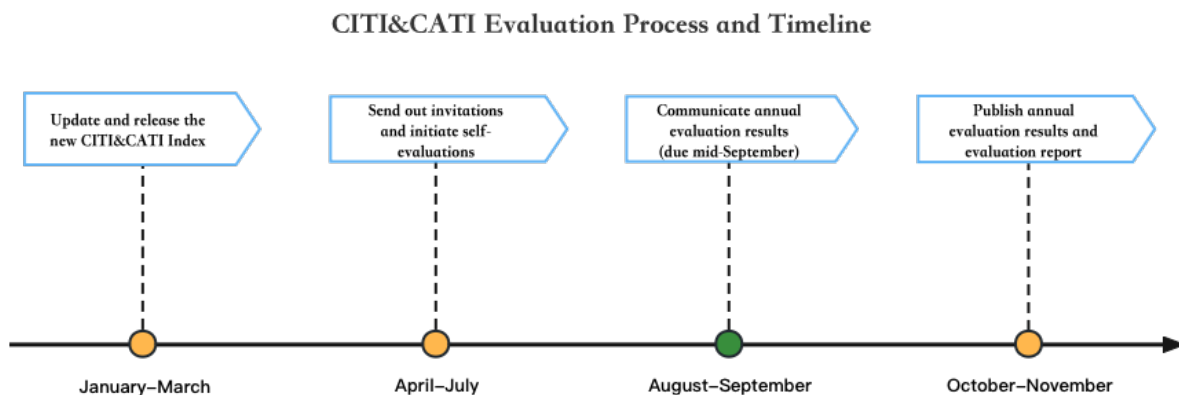 CITI&CATI Evaluation Process and Timeline
Update and release the
new CITI&CATI Index
Send out invitations
and initiate self-
evaluations
Communicate annual
evaluation results
(due mid-September)
Publish annual
evaluation results and
evaluation report
January–March
April–July
August–September
October–November